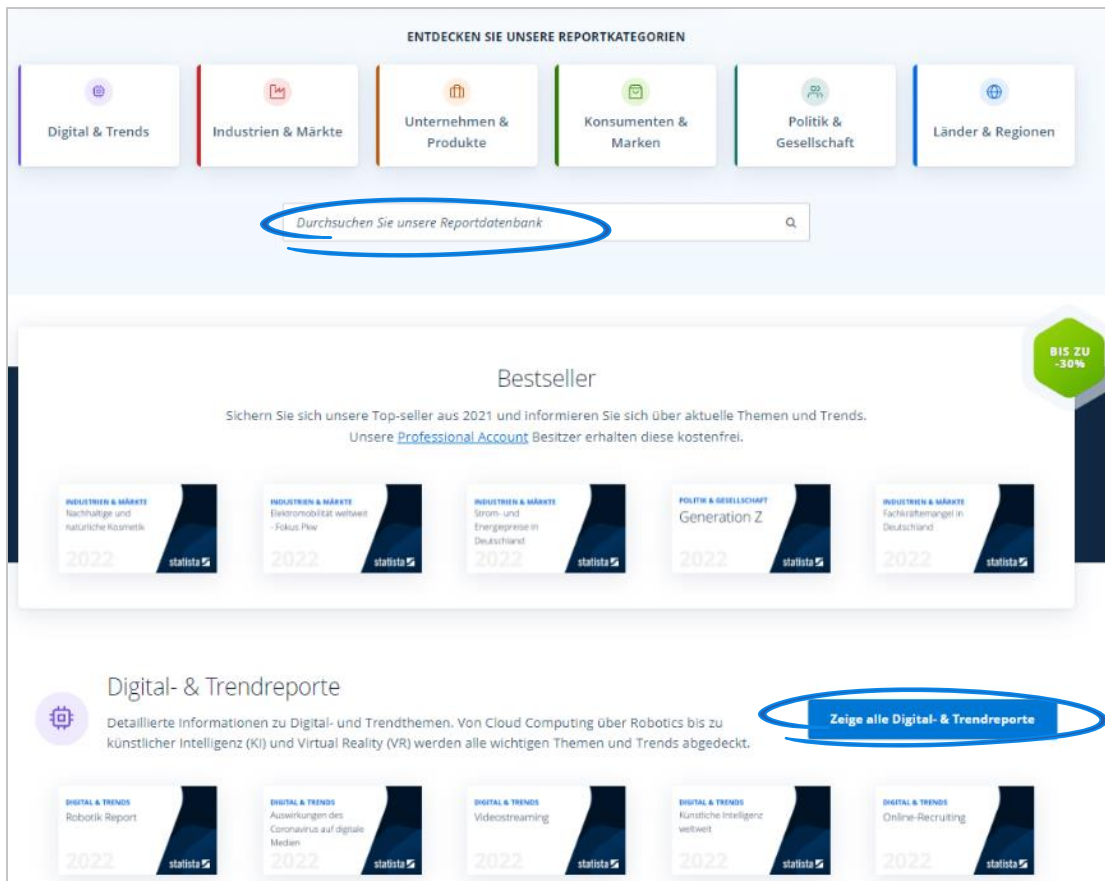 ENTDECKEN SIE UNSERE REPORTKATEGORIEN
Digital & Trends
Industrien & Märkte
Unternehmen &
Produkte
Konsumenten &
Marken
Politik &
Gesellschaft
Länder & Regionen
Durchsuchen Sie unsere Reportdatenbank
BIS ZU
-30%
Bestseller
Sichern Sie sich unsere Top-seller aus 2021 und informieren Sie sich über aktuelle Themen und Trends.
Unsere Professional Account Besitzer erhalten diese kostenfrei.
INDUSTRIEN & MÄRKTE
Nachhaltige und
natürliche Kosmetik
2022
statista
INDUSTRIEN & MÄRKTE
Elektromobilität weltweit
- Fokus Pkw
2022
statista
INDUSTRIEN & MÄRKTE
Strom- und
Energiepreise in
Deutschland
2022
statista
POLITIK & GESELLSCHAFT
Generation Z
2022
statista
INDUSTRIEN & MÄRKTE
Fachkräftemangel in
Deutschland
2022
statista
Digital- & Trendreporte
Detaillierte Informationen zu Digital- und Trendthemen. Von Cloud Computing über Robotics bis zu
künstlicher Intelligenz (KI) und Virtual Reality (VR) werden alle wichtigen Themen und Trends abgedeckt.
Zeige alle Digital- & Trendreporte
DIGITAL & TRENDS
Robotik Report
2022
statista
DIGITAL & TRENDS
Auswirkungen des
Coronavirus auf digitale
Medien
2022
statista
DIGITAL & TRENDS
Videostreaming
2022
statista
DIGITAL & TRENDS
Künstliche Intelligenz
weltweit
2022
statista
DIGITAL & TRENDS
Online-Recruiting
2022
statista